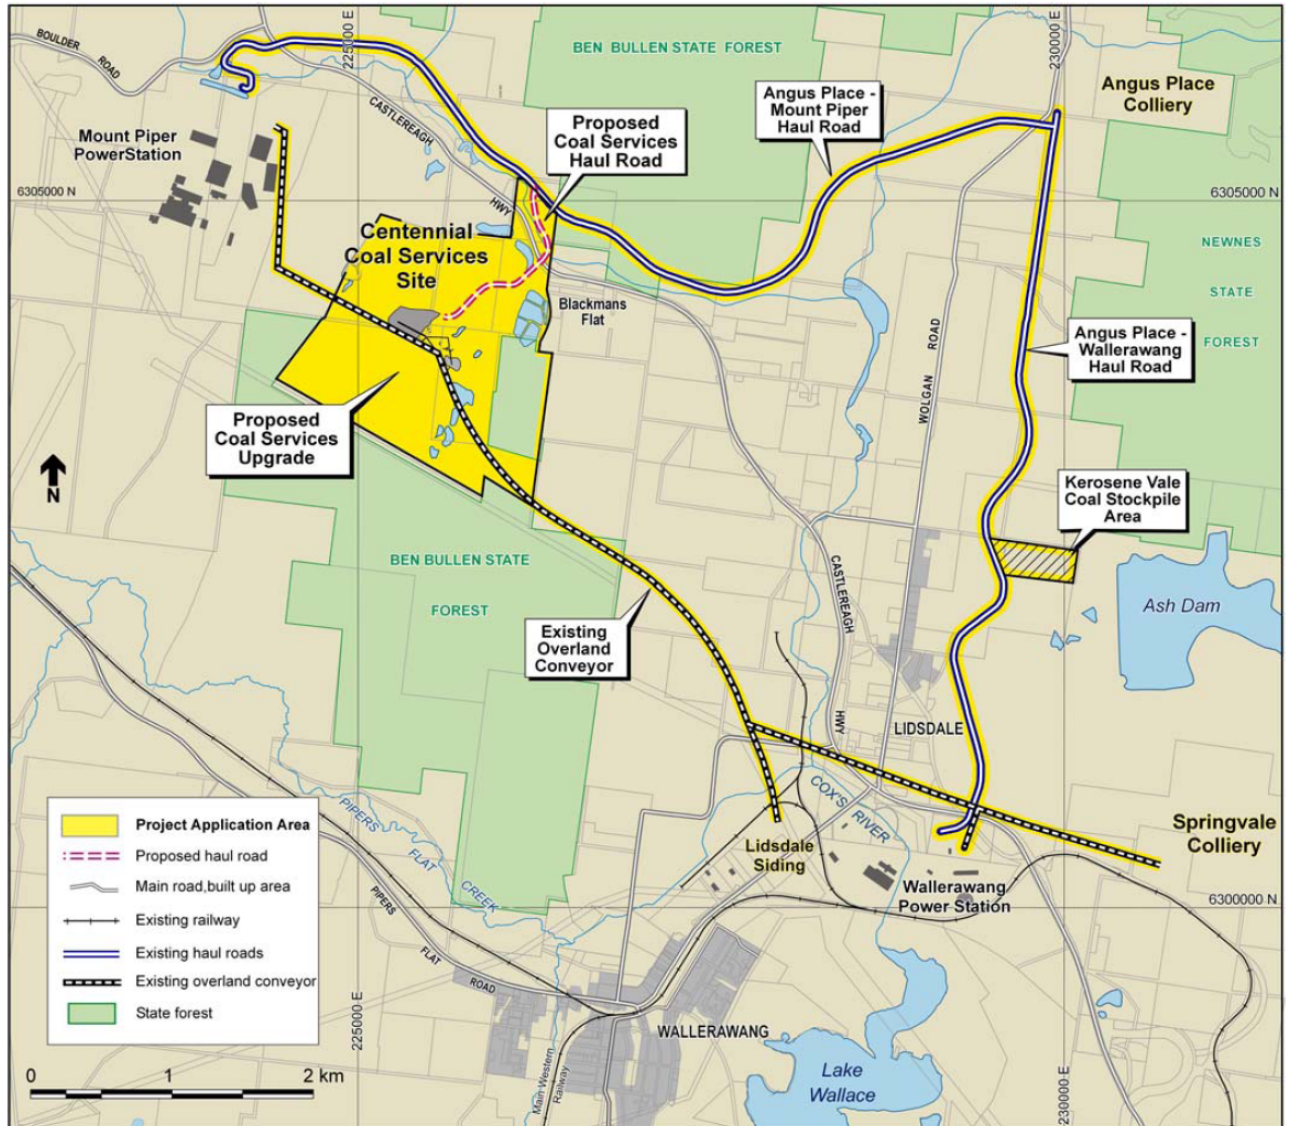 BOULDER
ROAD
225000 E
BEN BULLEN STATE FOREST
230000 E
Angus Place
Colliery
Angus Place -
Mount Piper
Haul Road
CASTLEREAGH
HWY
Proposed
Coal Services
Haul Road
Mount Piper
PowerStation
6305000 N
6305000 N
Centennial
Coal Services
Site
NEWNES
STATE
FOREST
Blackmans
Flat
WOLGAN ROAD
Angus Place -
Wallerawang
Haul Road
Proposed
Coal Services
Upgrade
N
Kerosene Vale
Coal Stockpile
Area
BEN BULLEN STATE
FOREST
CASTLEREAGH
HWY
Ash Dam
Existing
Overland
Conveyor
LIDSDALE
COX'S
RIVER
Lidsdale
Siding
Springvale
Colliery
Wallerawang
Power Station
6300000 N
PIPERS
FLAT
CREEK
PIPERS
FLAT
ROAD
Project Application Area
Proposed haul road
Main road,built up area
Existing railway
Existing haul roads
Existing overland conveyor
State forest
225000 E
WALLERAWANG
Main Western
Railway
Lake
Wallace
230000 E
0 1 2 km